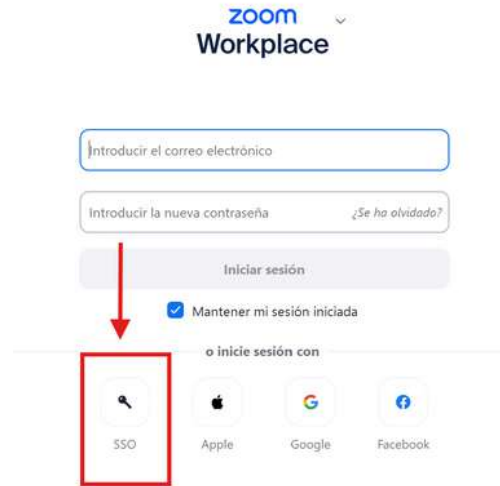 zoom
Workplace
Introducir el correo electrónico
Introducir la nueva contraseña ¿Se ha olvidado?
Iniciar sesión
Mantener mi sesión iniciada
o inicie sesión con
SSO Apple Google Facebook